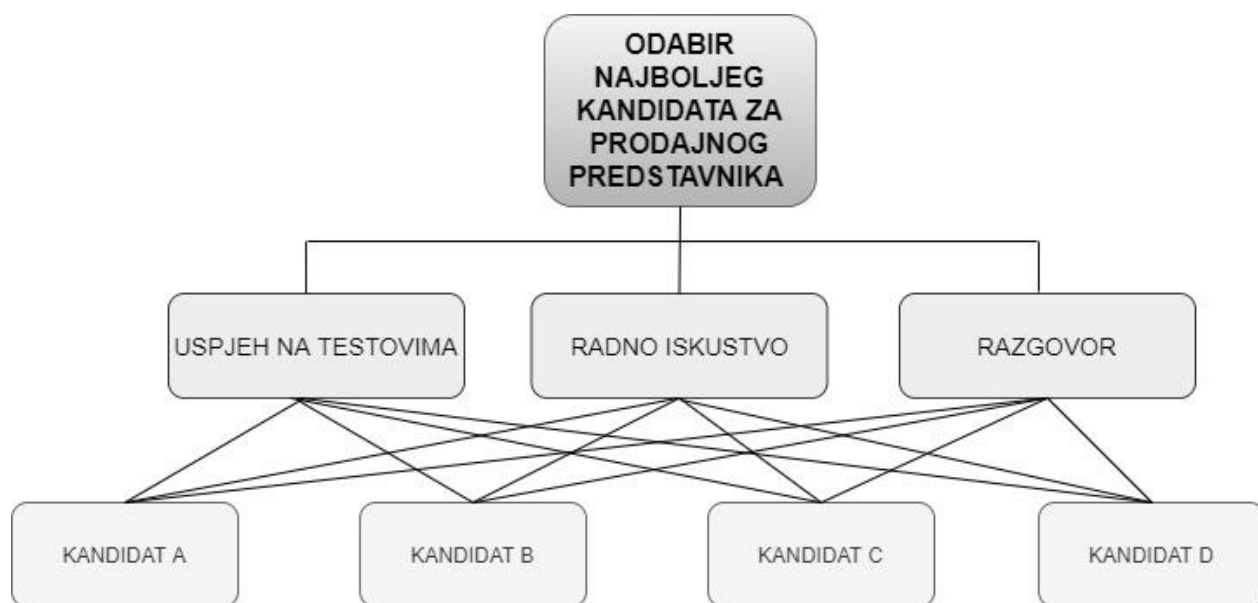 ODABIR
NAJBOLJEG
KANDIDATA ZA
PRODAJNOG
PREDSTAVNIKA
USPJEH NA TESTOVIMA
RADNO ISKUSTVO
RAZGOVOR
KANDIDAT A
KANDIDAT B
KANDIDAT C
KANDIDAT D